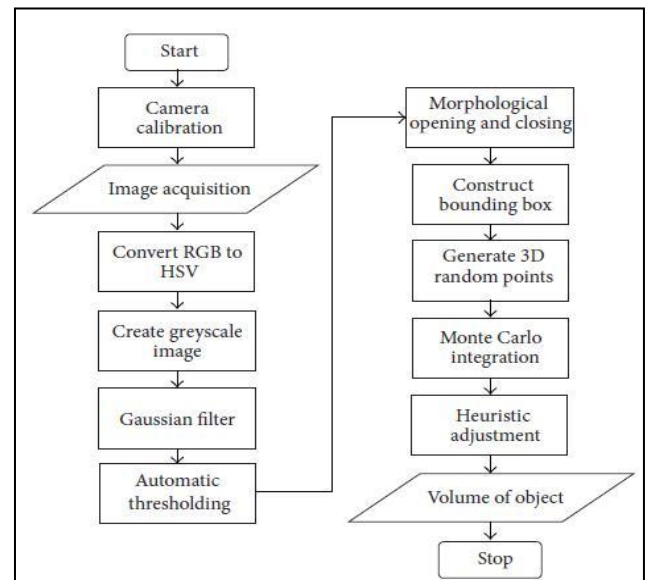 Start
Camera
calibration
Image acquisition
Convert RGB to
HSV
Create greyscale
image
Gaussian filter
Automatic
thresholding
Morphological
opening and closing
Construct
bounding box
Generate 3D
random points
Monte Carlo
integration
Heuristic
adjustment
Volume of object
Stop